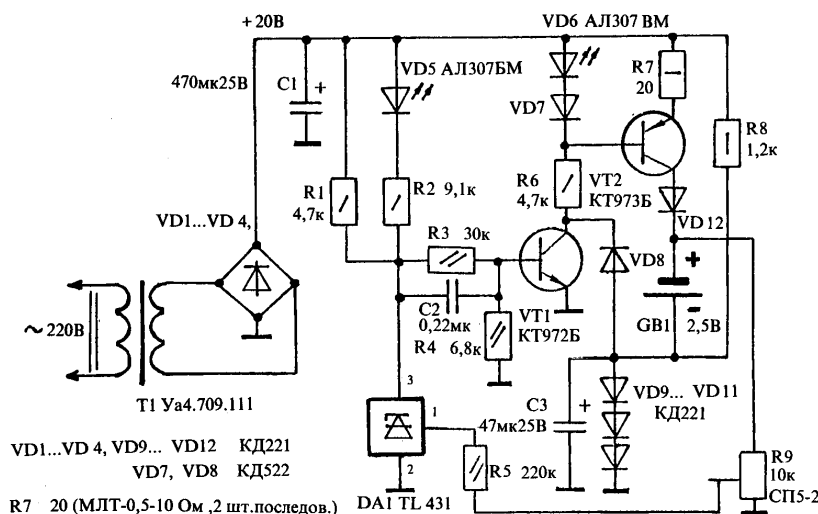 +20В
VD6 АЛ307 ВМ
470мк25В
C1
+
VD5 АЛ307БМ
VD7
R7
20
R8
1,2к
R1
4,7к
R2 9,1к
R6
4,7к
VT2
КТ973Б
VD1...VD 4,
R3 30к
VD12
VD8
+
C2
0,22мк
VT1
КТ972Б
GB1
-
2,5В
~220В
R4 6,8к
3
T1 Уа4.709.111
1
C3
47мк25В
+
VD9... VD11
КД221
VD1...VD 4, VD9... VD12 КД221
VD7, VD8 КД522
2
R5 220к
R9
10к
СП5-2
R7 20 (МЛТ-0,5-10 Ом ,2 шт.последов.)
DA1 TL 431